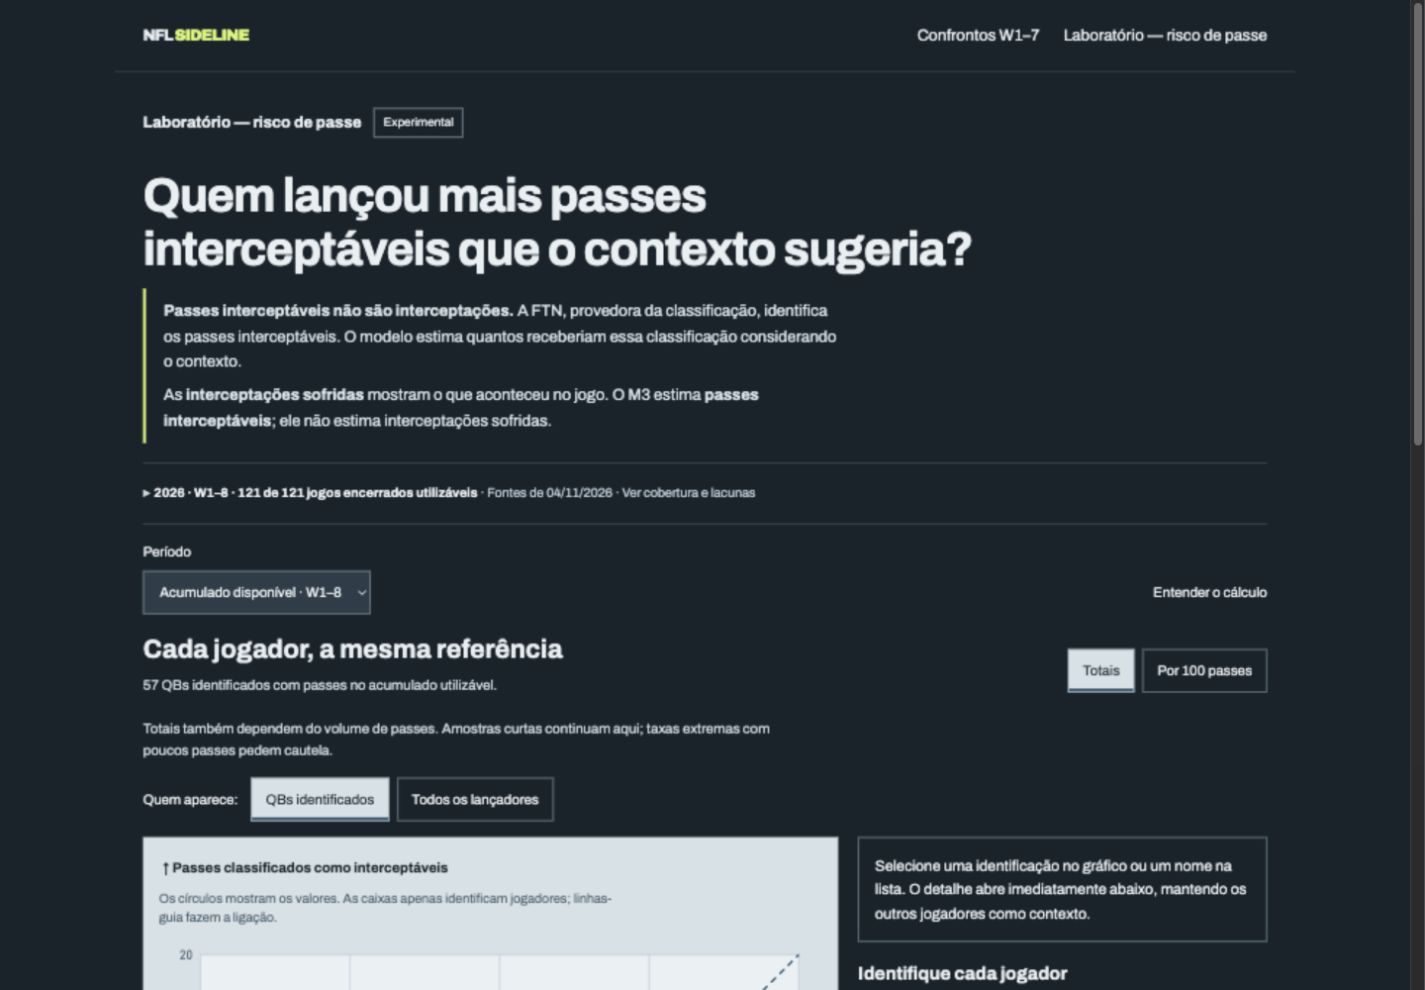 NFL SIDELINE
Confrontos W1–7 Laboratório — risco de passe
Laboratório — risco de passe Experimental
Quem lançou mais passes
interceptáveis que o contexto sugeria?
Passes interceptáveis não são interceptações. A FTN, provedora da classificação, identifica
os passes interceptáveis. O modelo estima quantos receberiam essa classificação considerando
o contexto.
As interceptações sofridas mostram o que aconteceu no jogo. O M3 estima passes
interceptáveis; ele não estima interceptações sofridas.
▸ 2026 · W1–8 · 121 de 121 jogos encerrados utilizáveis · Fontes de 04/11/2026 · Ver cobertura e lacunas
Período
Acumulado disponível · W1–8
Entender o cálculo
Cada jogador, a mesma referência
57 QBs identificados com passes no acumulado utilizável.
Totais Por 100 passes
Totais também dependem do volume de passes. Amostras curtas continuam aqui; taxas extremas com
poucos passes pedem cautela.
Quem aparece: QBs identificados Todos os lançadores
↑ Passes classificados como interceptáveis
Os círculos mostram os valores. As caixas apenas identificam jogadores; linhas-
guia fazem a ligação.
20
Selecione uma identificação no gráfico ou um nome na
lista. O detalhe abre imediatamente abaixo, mantendo os
outros jogadores como contexto.
Identifique cada jogador